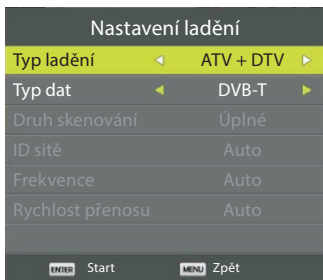 Nastavení ladění
Typ ladění ATV + DTV
Typ dat DVB-T
Druh skenování Úplné
ID sítě Auto
Frekvence Auto
Rychlost přenosu Auto
ENTER Start MENU Zpět